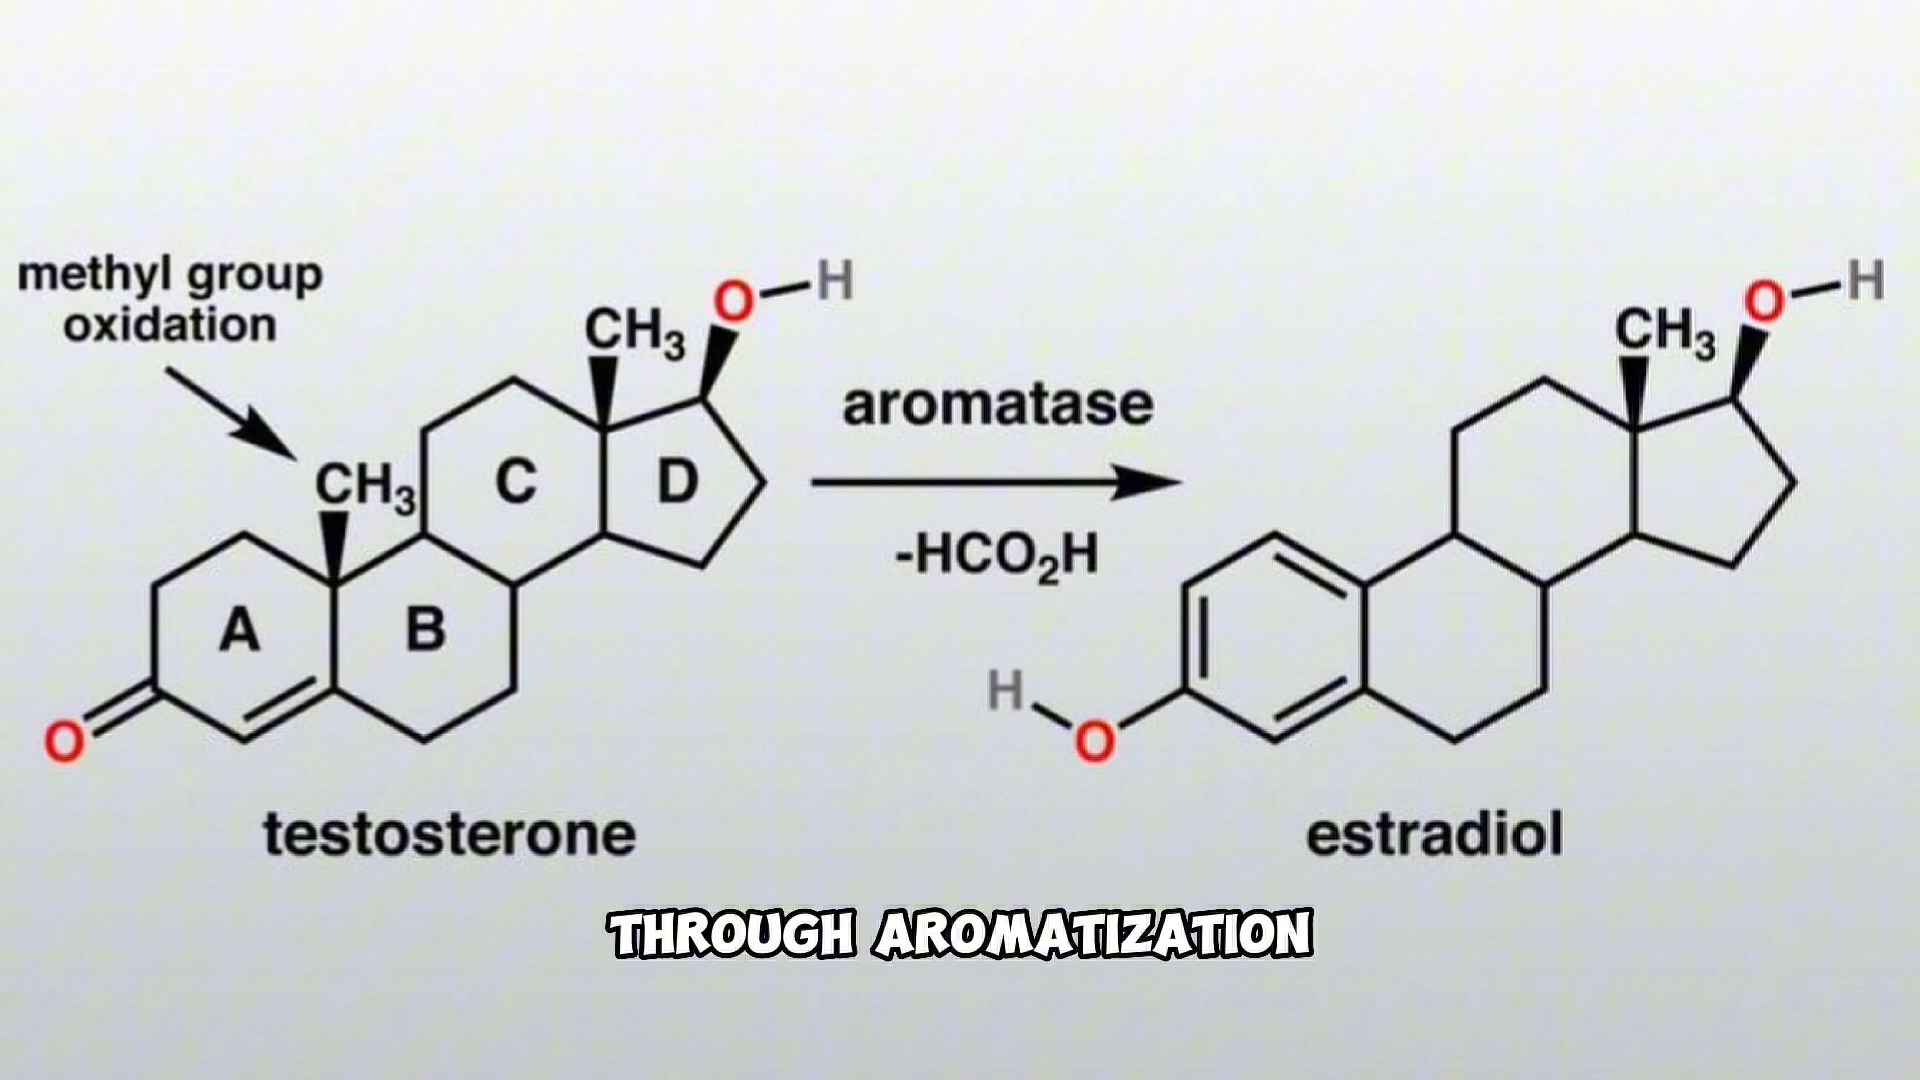 methyl group
oxidation
CH₃
O
A
B
C
D
CH₃
O
H
testosterone
aromatase
-HCO₂H
CH₃
O
H
H
O
estradiol
THROUGH AROMATIZATION